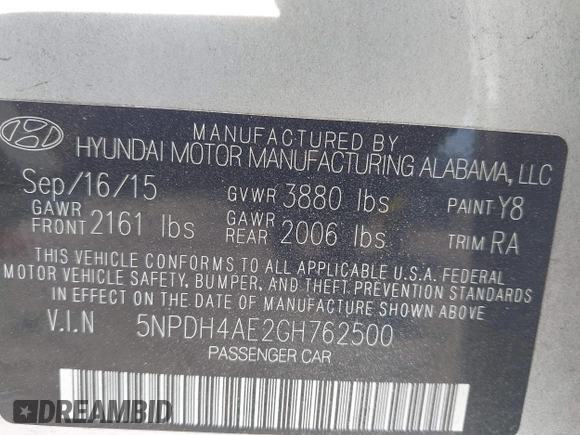 MANUFACTURED BY
HYUNDAI MOTOR MANUFACTURING ALABAMA, LLC
Sep/16/15 GVWR 3880 lbs PAINT Y8
GAWR FRONT 2161 lbs GAWR REAR 2006 lbs TRIM RA
THIS VEHICLE CONFORMS TO ALL APPLICABLE U.S.A. FEDERAL
MOTOR VEHICLE SAFETY, BUMPER, AND THEFT PREVENTION STANDARDS
IN EFFECT ON THE DATE OF MANUFACTURE SHOWN ABOVE
V.I.N 5NPDH4AE2GH762500
PASSENGER CAR
DREAMBID